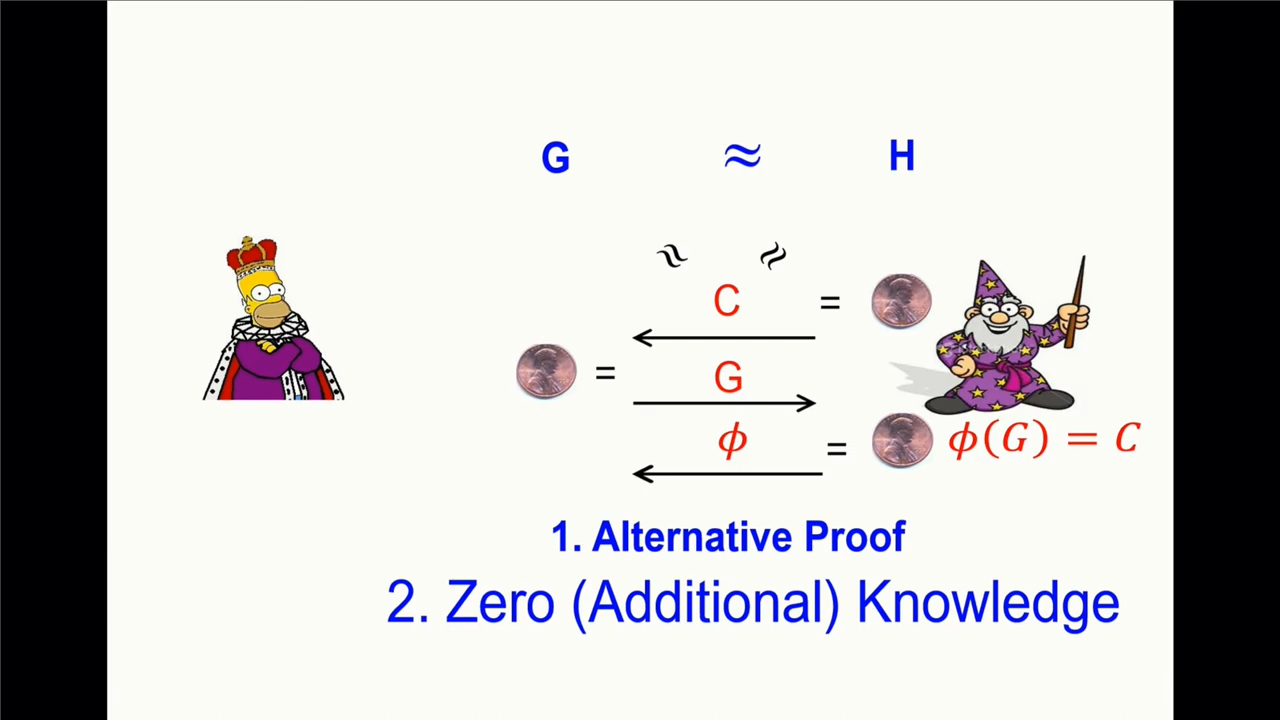 G ≈ H
≈ ≈
C =
= G
ϕ = ϕ(G) = C
1. Alternative Proof
2. Zero (Additional) Knowledge